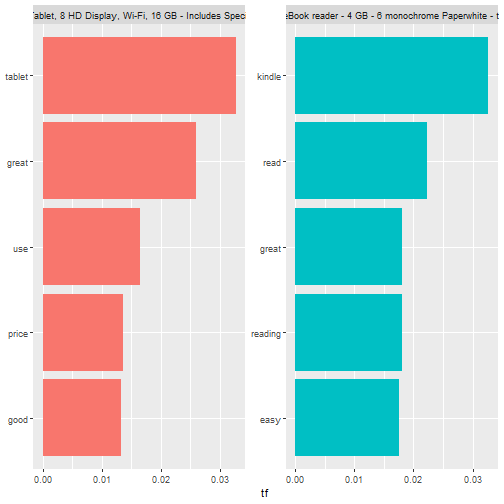 Tablet, 8 HD Display, Wi-Fi, 16 GB - Includes Spec
eBook reader - 4 GB - 6 monochrome Paperwhite - t
tablet
great
use
price
good
0.00 0.01 0.02 0.03
kindle
read
great
reading
easy
0.00 0.01 0.02 0.03
tf